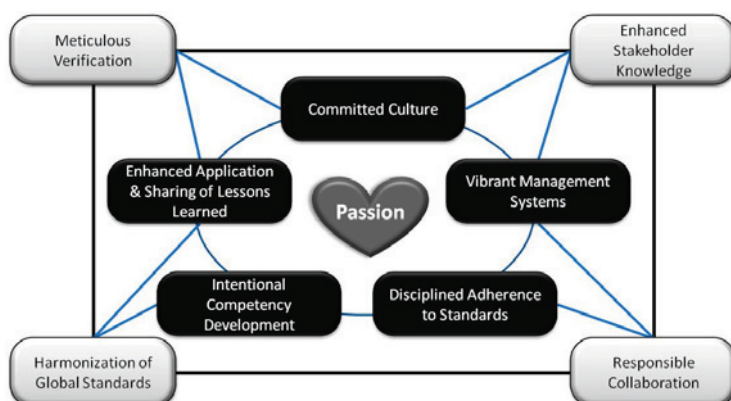 Meticulous
Verification
Enhanced
Stakeholder
Knowledge
Committed Culture
Enhanced Application
& Sharing of Lessons
Learned
Passion
Vibrant Management
Systems
Intentional
Competency
Development
Disciplined Adherence
to Standards
Harmonization of
Global Standards
Responsible
Collaboration